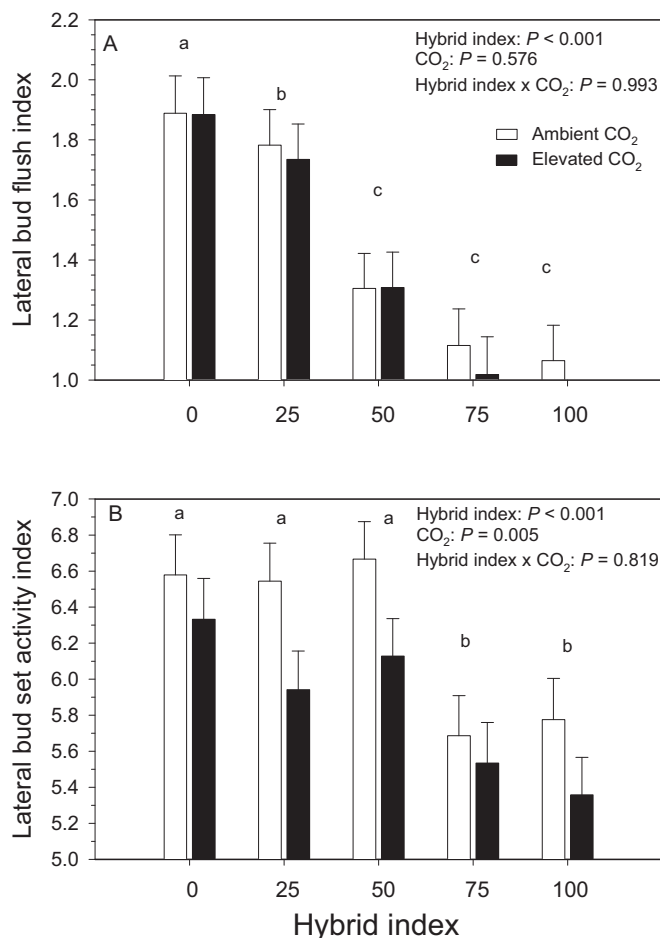 A
a
b
c
c
c
Hybrid index: P < 0.001
CO₂: P = 0.576
Hybrid index x CO₂: P = 0.993
Ambient CO₂
Elevated CO₂
Lateral bud flush index
2.2
2.0
1.8
1.6
1.4
1.2
1.0
0 25 50 75 100
B
a
a
a
b
b
Hybrid index: P < 0.001
CO₂: P = 0.005
Hybrid index x CO₂: P = 0.819
Lateral bud set activity index
7.0
6.8
6.6
6.4
6.2
6.0
5.8
5.6
5.4
5.2
5.0
0 25 50 75 100
Hybrid index